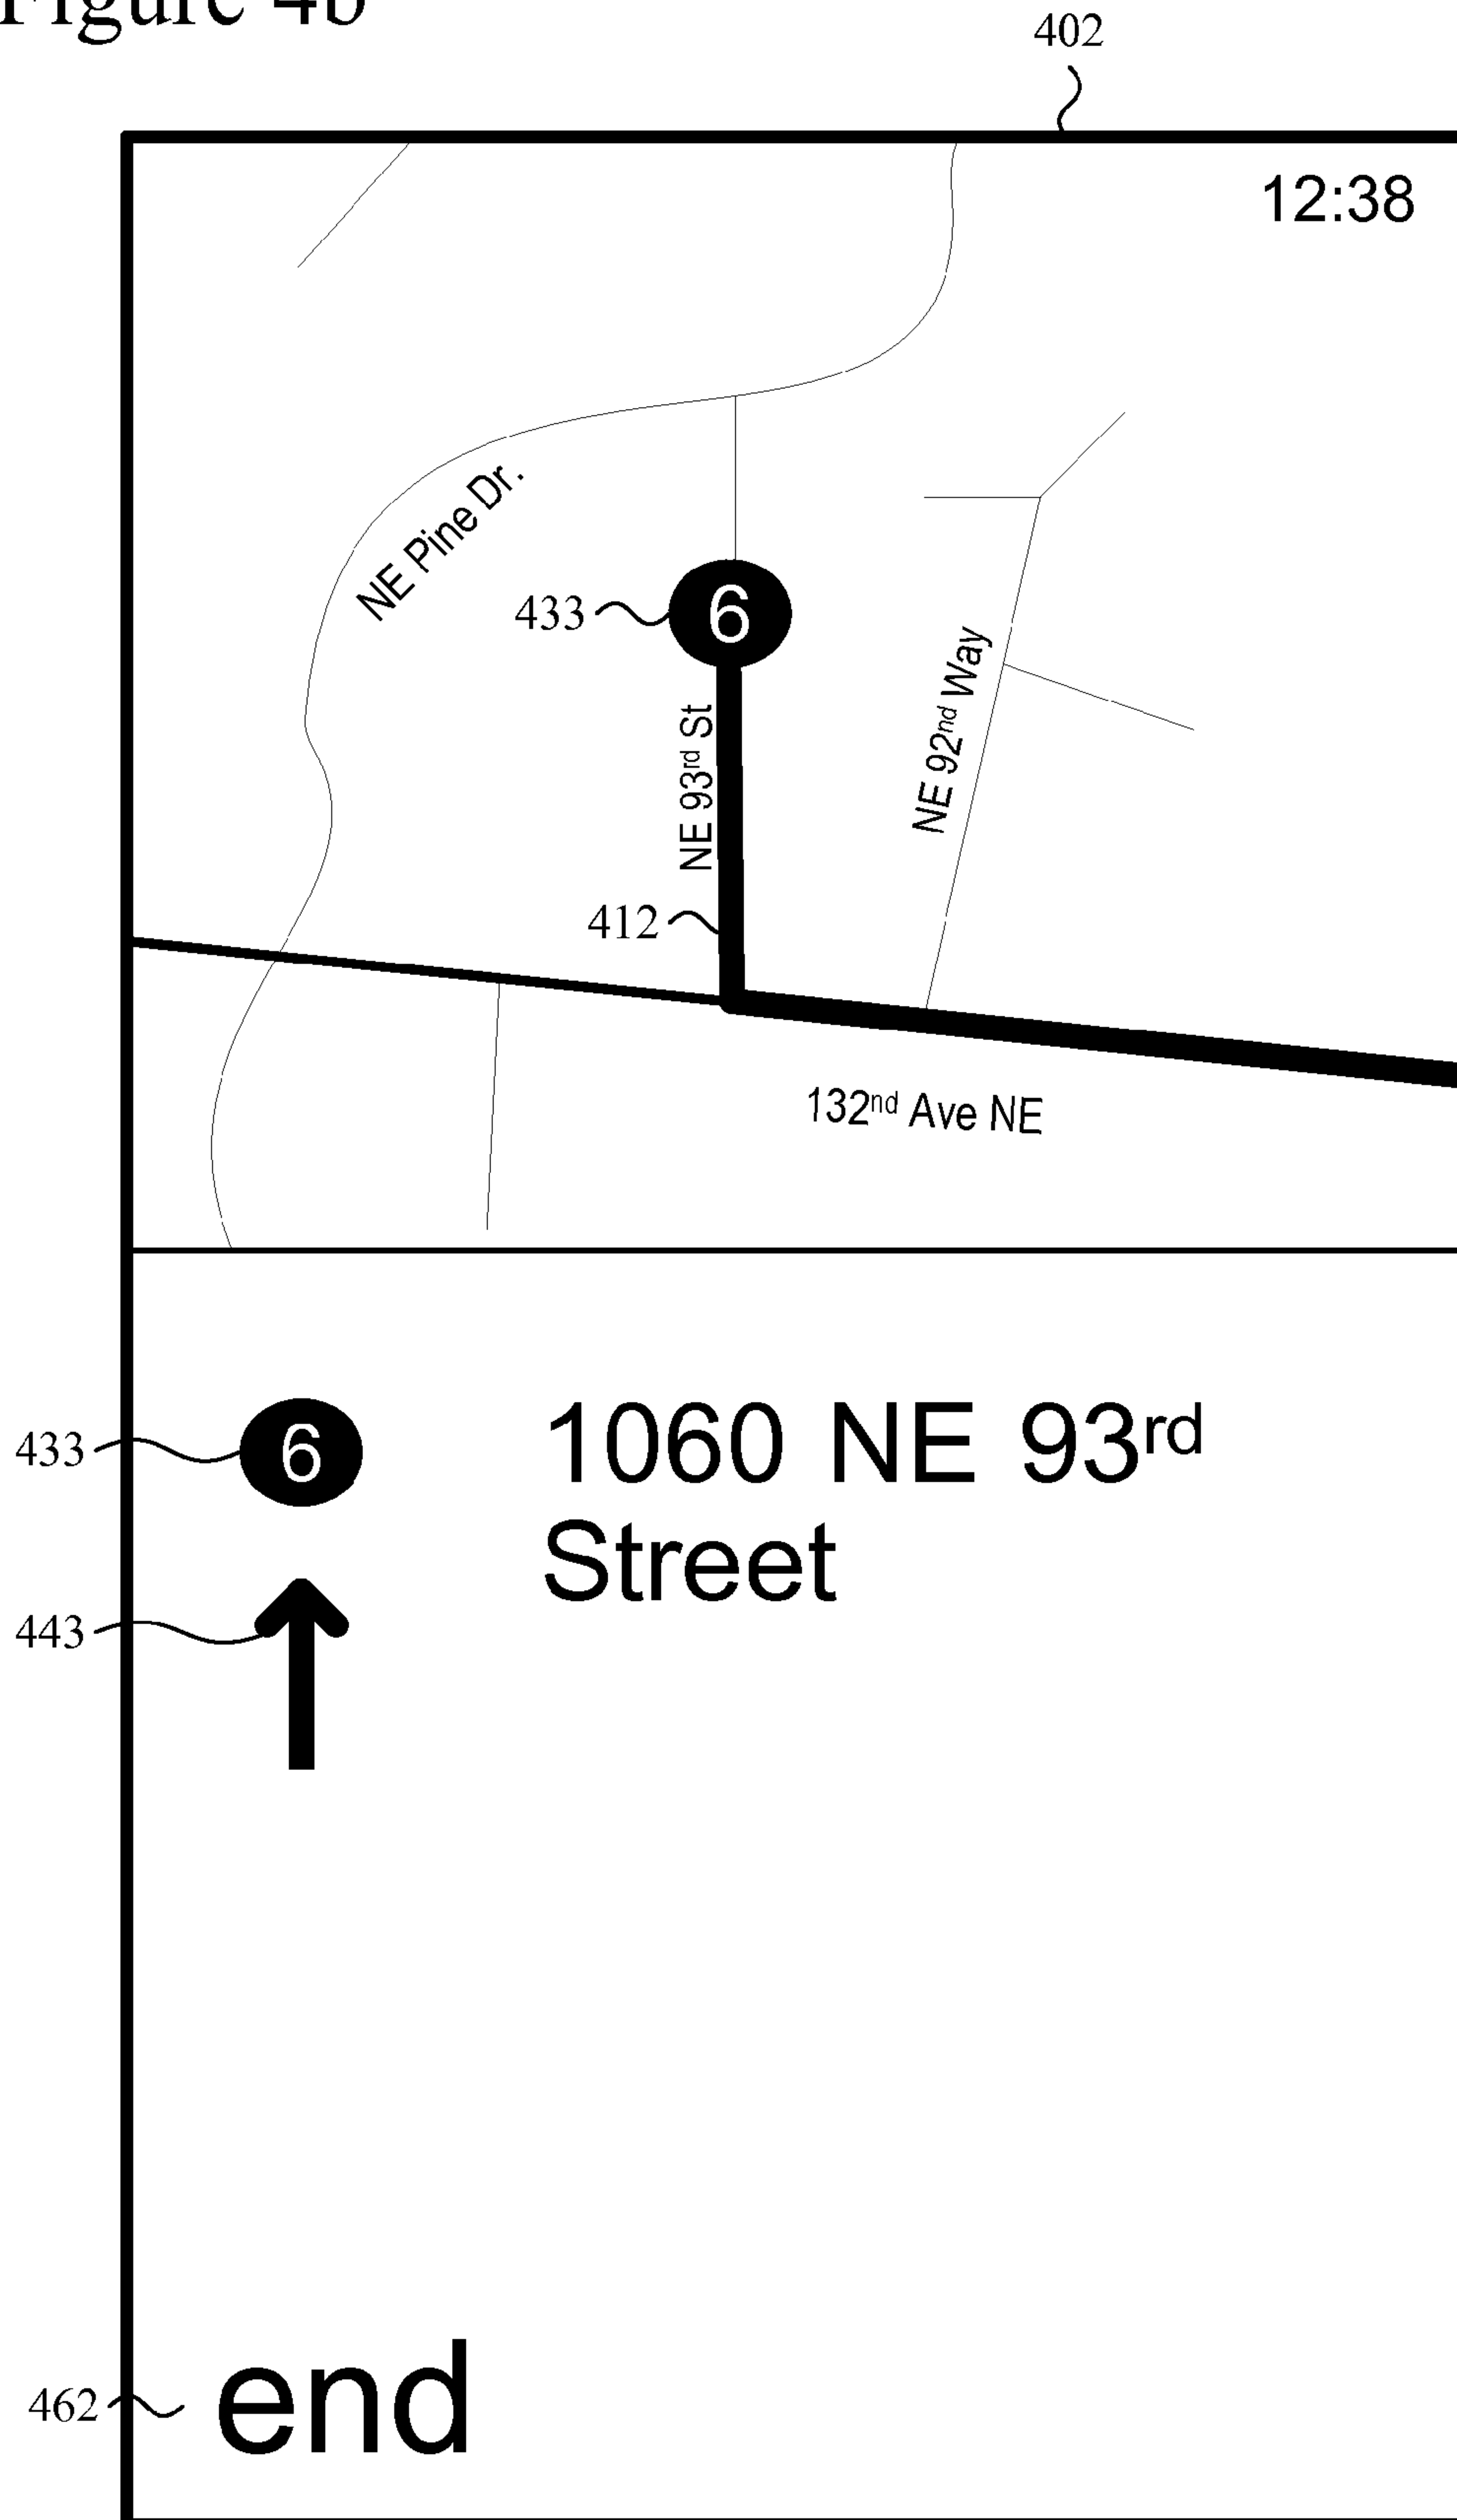 Figure 4b
402
12:38
NE Pine Dr.
433
6
NE 93rd St
NE 92nd Way
412
132nd Ave NE
433
6
1060 NE 93rd
Street
443
462
end